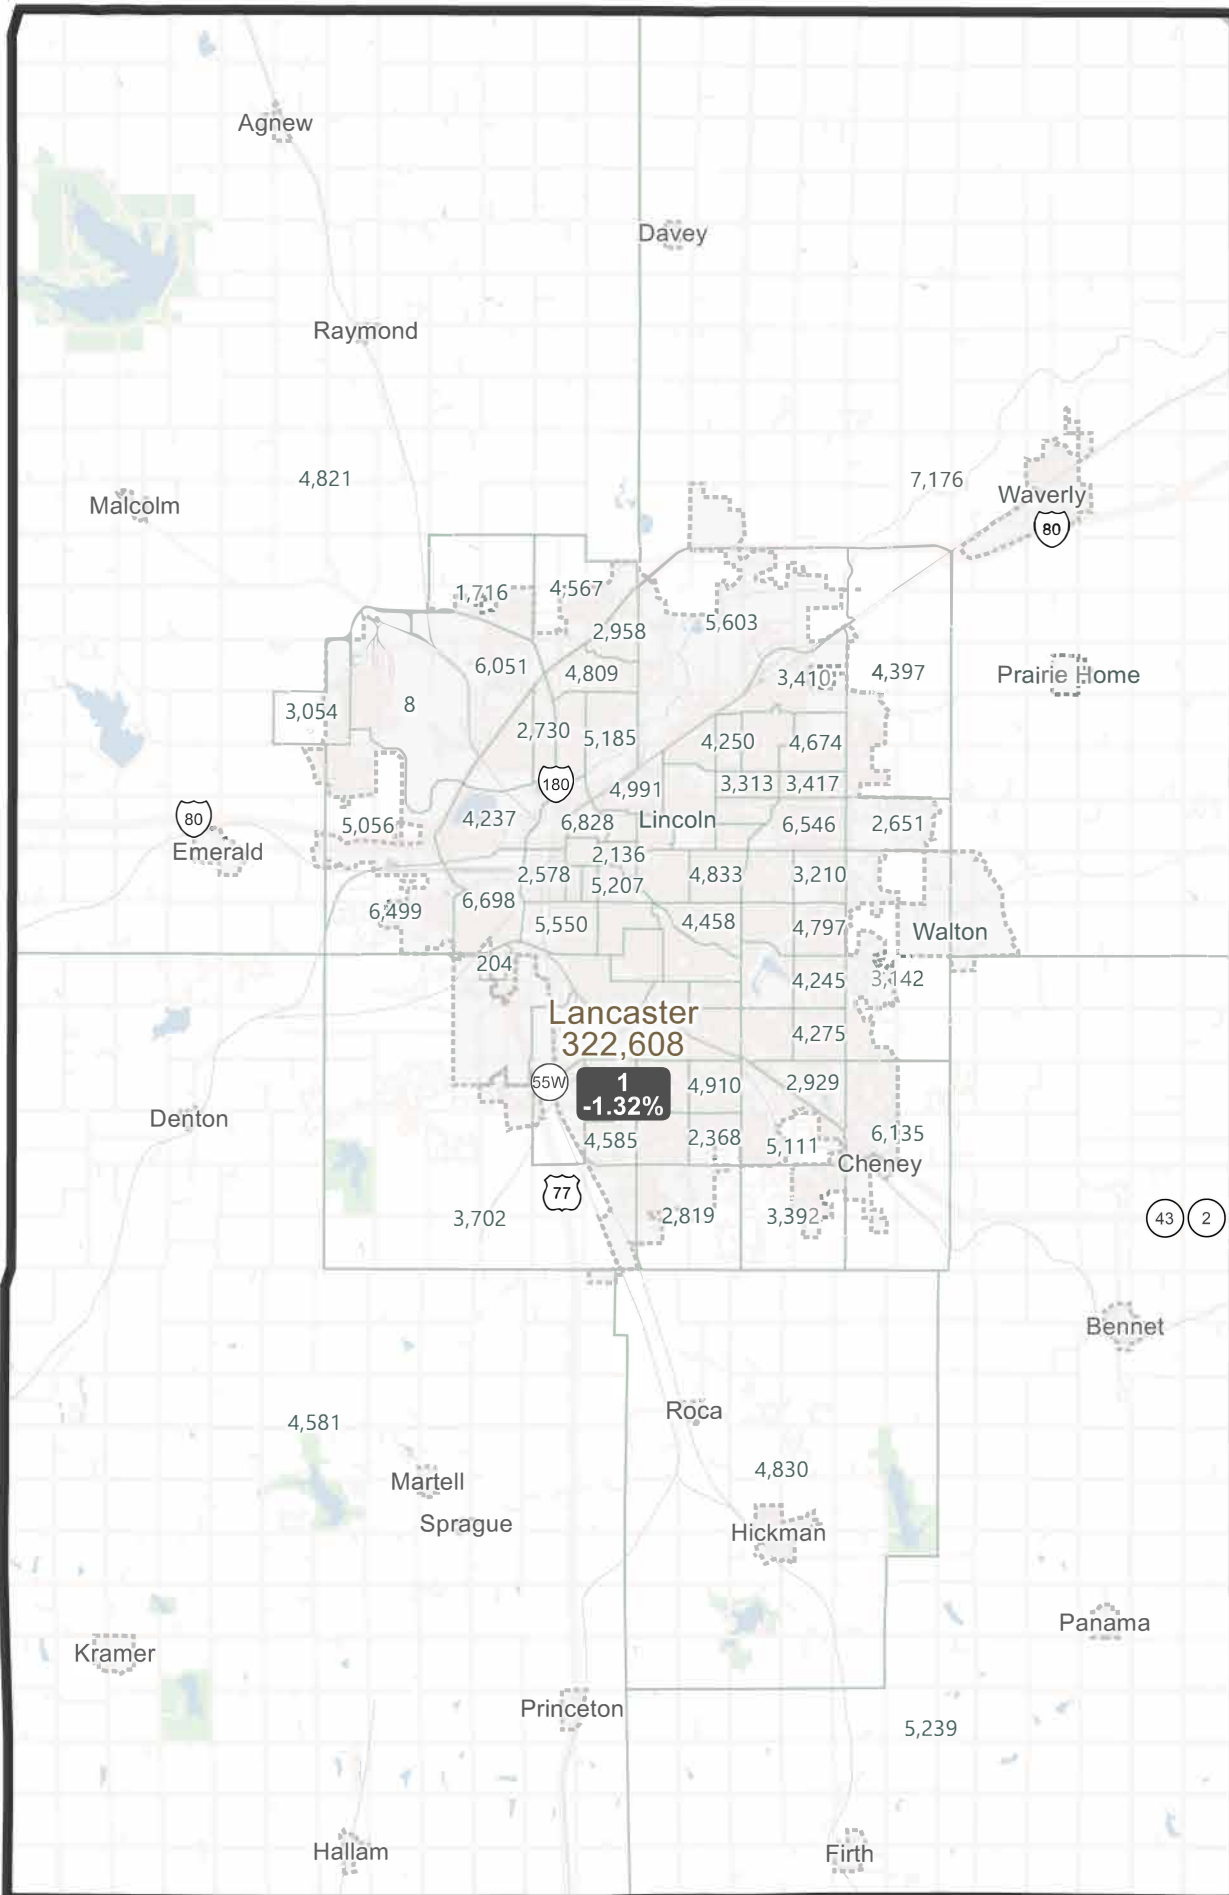 Agnew
Davey
Raymond
4,821
7,176
Malcolm
Waverly
80
1,716
4,567
2,958
5,603
6,051
4,809
3,410
4,397
Prairie Home
3,054
8
2,730
5,185
4,250
4,674
180
4,991
3,313
3,417
80
5,056
4,237
6,828
Lincoln
6,546
2,651
Emerald
2,136
2,578
5,207
4,833
3,210
6,499
6,698
5,550
4,458
4,797
Walton
204
4,245
3,142
Lancaster
322,608
4,275
55W
1
-1.32%
4,910
2,929
Denton
4,585
2,368
5,111
6,135
Cheney
77
3,702
2,819
3,392
43
2
Bennet
Roca
4,581
4,830
Martell
Sprague
Hickman
Panama
Kramer
Princeton
5,239
Hallam
Firth